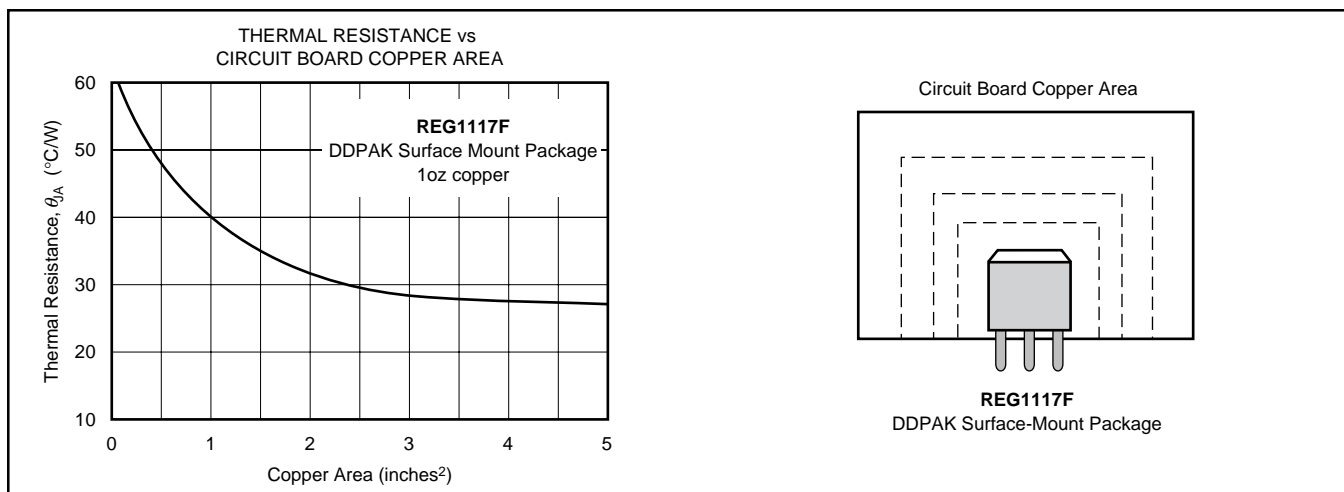 THERMAL RESISTANCE vs
CIRCUIT BOARD COPPER AREA
60
50
40
30
20
10
Thermal Resistance, θJA (°C/W)
REG1117F
DDPAK Surface Mount Package
1oz copper
0 1 2 3 4 5
Copper Area (inches²)
Circuit Board Copper Area
REG1117F
DDPAK Surface-Mount Package